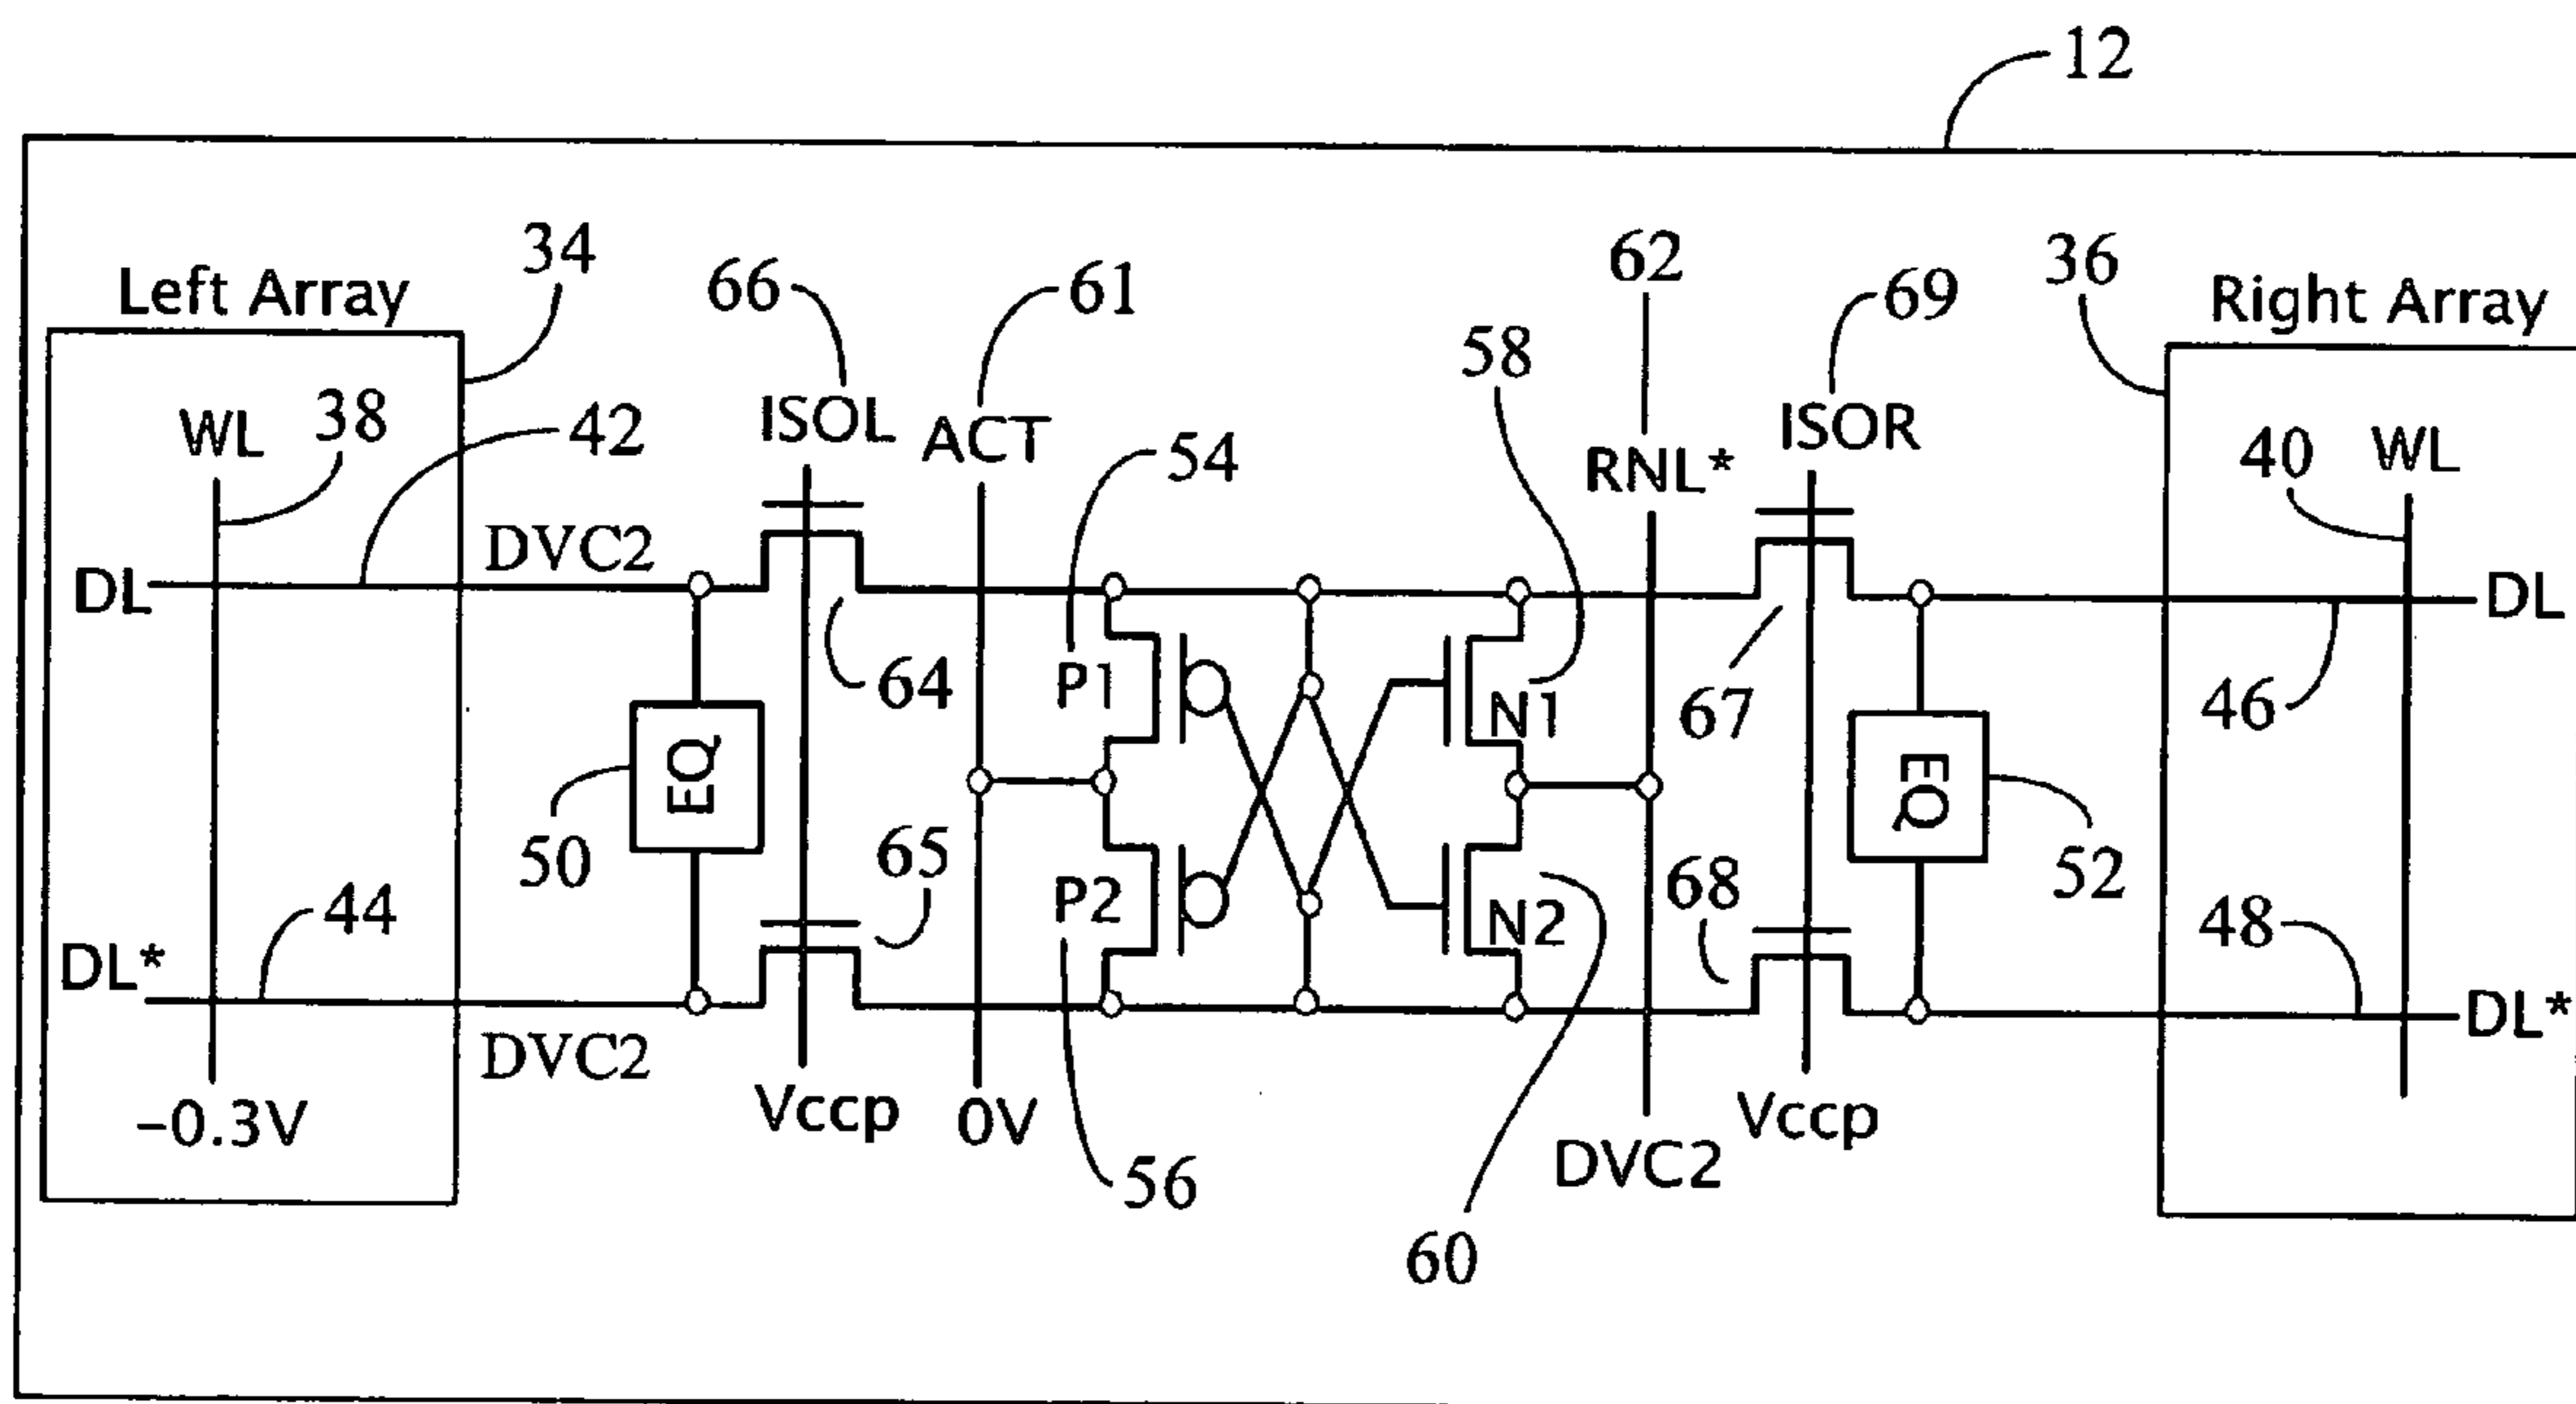 12
34
62
36
66
61
69
Left Array
Right Array
58
WL
38
42
ISOL
ACT
54
RNL*
ISOR
40
WL
DVC2
DL
DL
64
P1
N1
67
46
EQ
EQ
50
65
P2
N2
68
52
44
48
DL*
DL*
DVC2
-0.3V
Vccp
0V
56
DVC2
Vccp
60